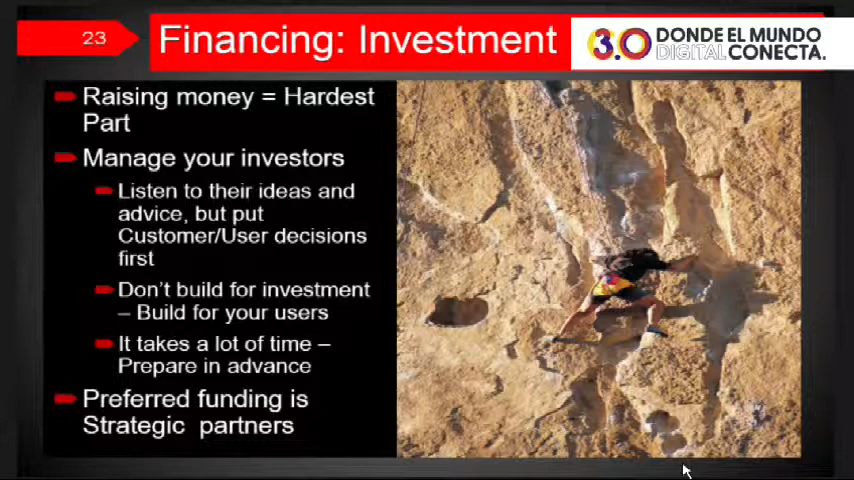 23
Financing: Investment
3.0 DONDE EL MUNDO
DIGITAL CONECTA.
Raising money = Hardest
Part
Manage your investors
Listen to their ideas and
advice, but put
Customer/User decisions
first
Don't build for investment
– Build for your users
It takes a lot of time –
Prepare in advance
Preferred funding is
Strategic partners